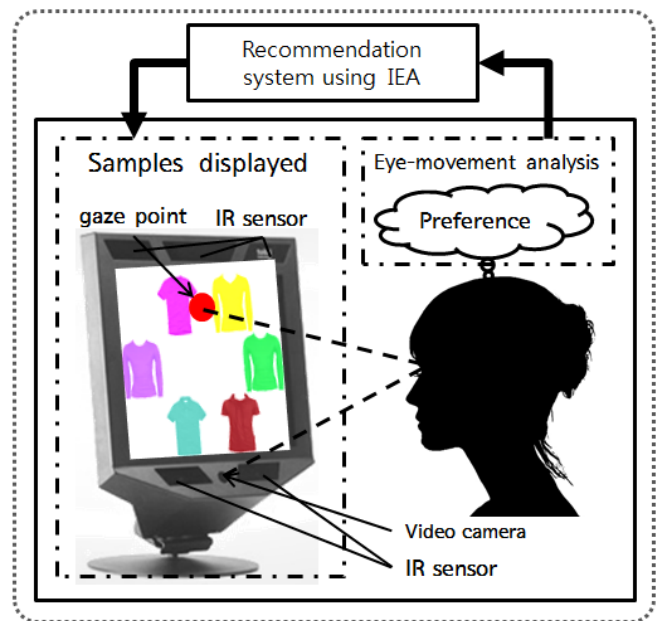 Recommendation
system using IEA
Samples displayed
Eye-movement analysis
gaze point
IR sensor
Preference
Video camera
IR sensor